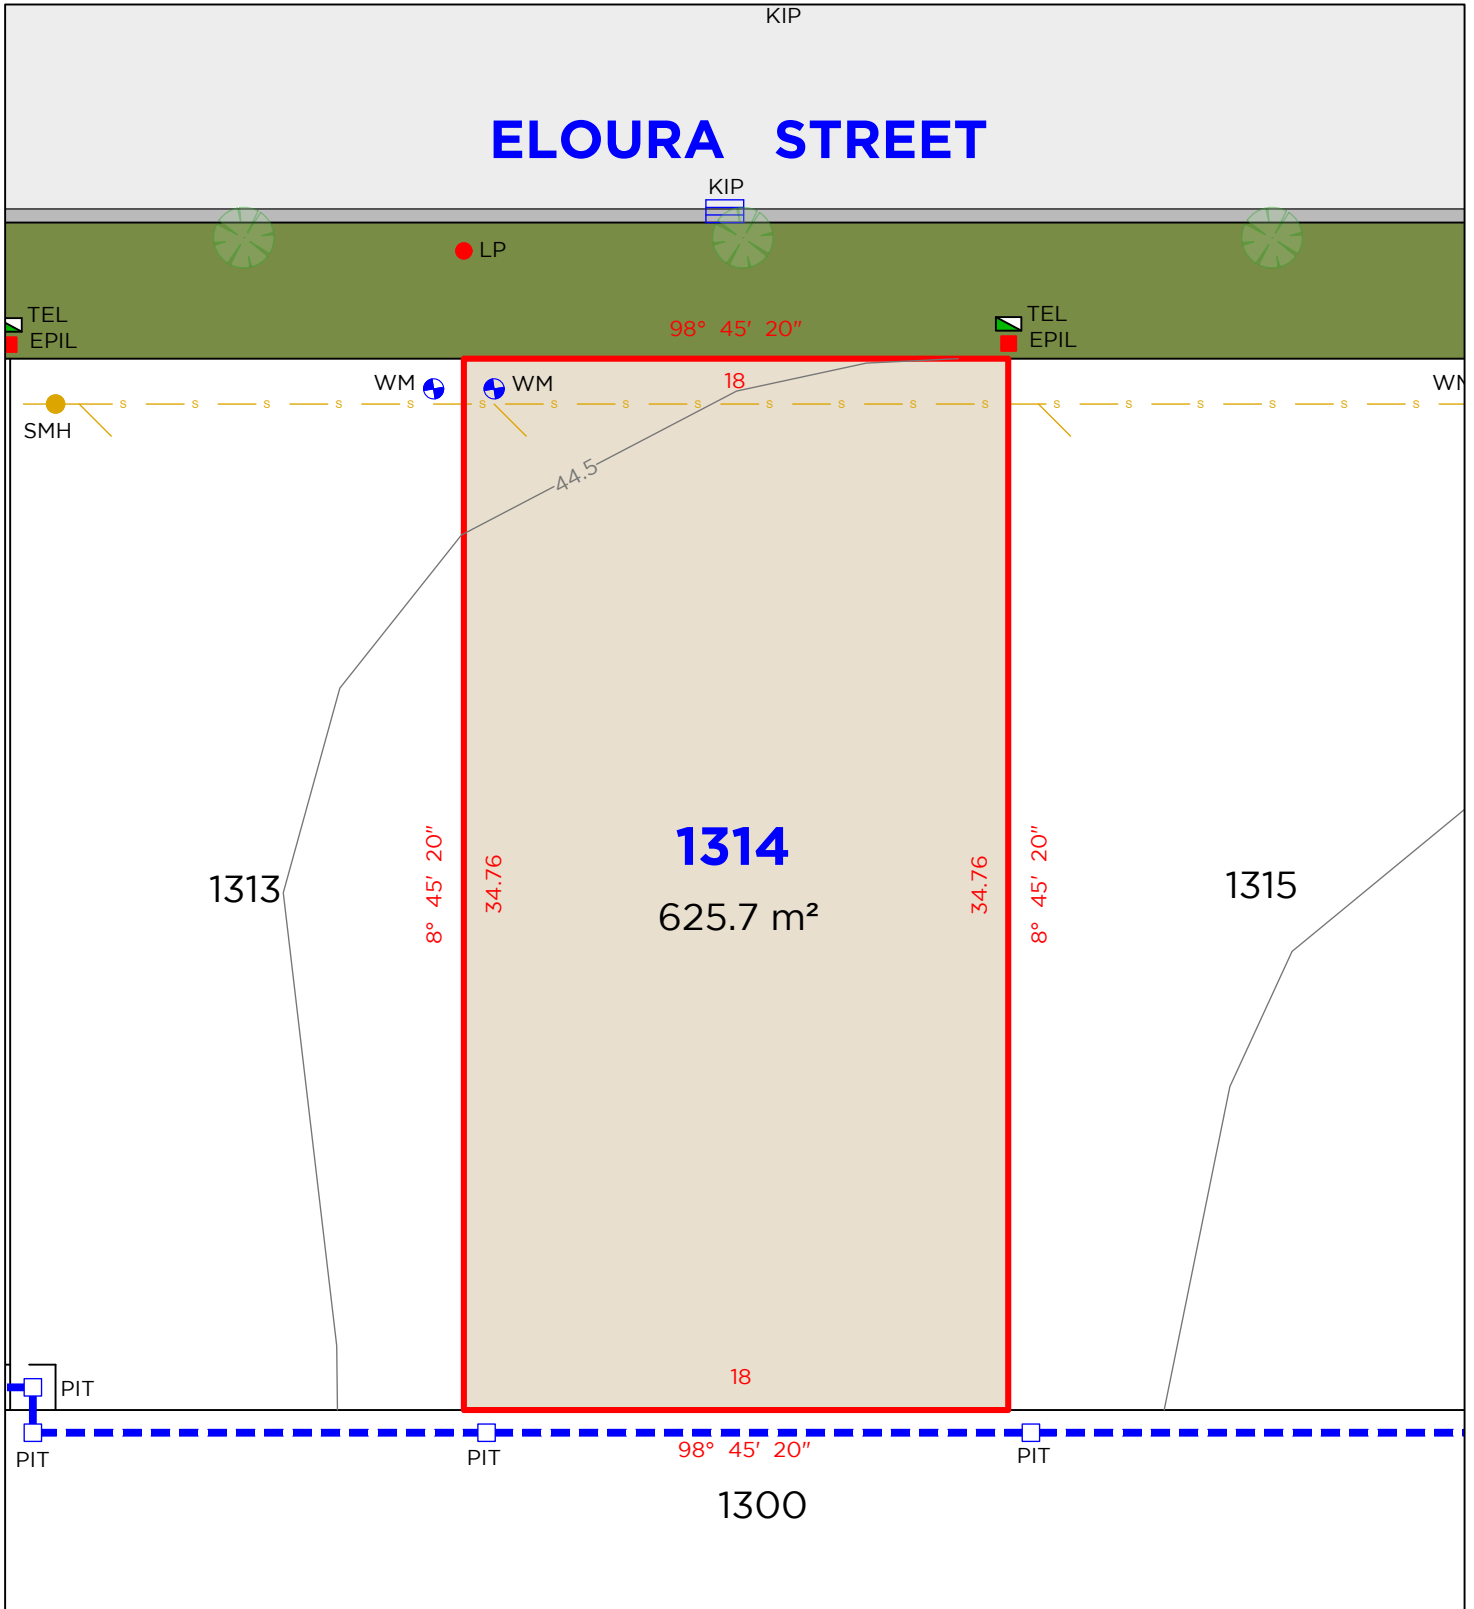 KIP
ELOURA STREET
KIP
LP
TEL
EPIL
98° 45' 20"
TEL
EPIL
WM
WM
18
WM
s s s s s s s s s s s s s s s s s s s
SMH
44.5
1313
8° 45' 20"
34.76
1314
625.7 m²
34.76
8° 45' 20"
1315
18
PIT
PIT
PIT
98° 45' 20"
PIT
1300